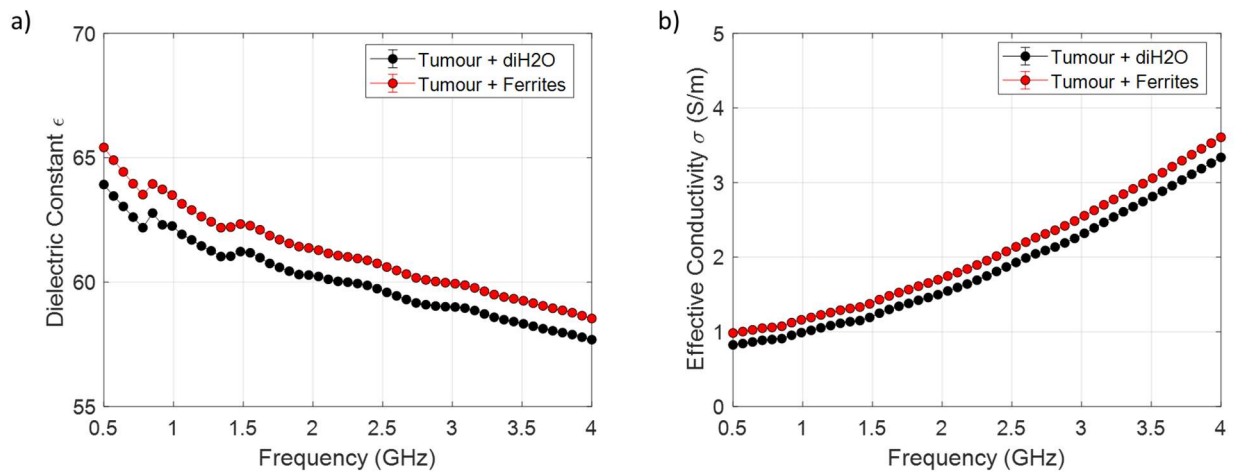 a)
Dielectric Constant ϵ
70
65
60
55
0.5 1 1.5 2 2.5 3 3.5 4
Frequency (GHz)
Tumour + diH2O
Tumour + Ferrites
b)
Effective Conductivity σ (S/m)
5
4
3
2
1
0
0.5 1 1.5 2 2.5 3 3.5 4
Frequency (GHz)
Tumour + diH2O
Tumour + Ferrites